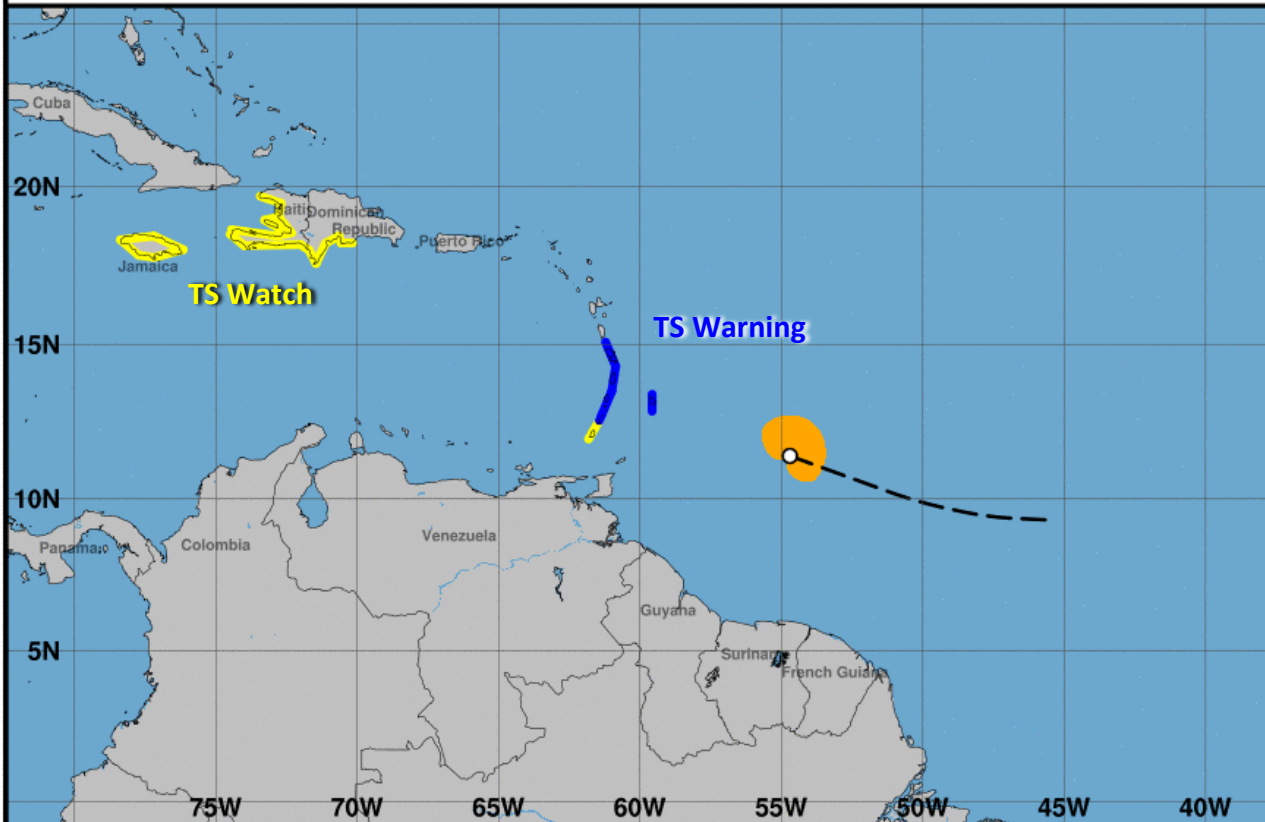 Cuba
20N
Haiti
Dominican
Republic
Puerto Rico
Jamaica
TS Watch
TS Warning
15N
10N
Panama
Colombia
Venezuela
Guyana
5N
Surinam
French Guiana
75W
70W
65W
60W
55W
50W
45W
40W